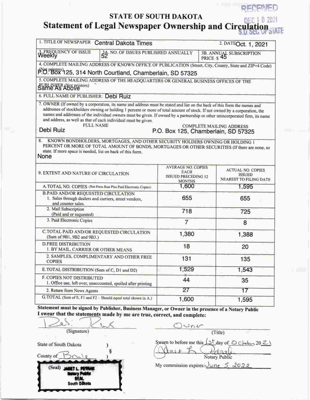 RECEIVED
DEC 10 2021
S.D. SEC. OF STATE
STATE OF SOUTH DAKOTA
Statement of Legal Newspaper Ownership and Circulation
1. TITLE OF NEWSPAPER Central Dakota Times
2. DATE Oct. 1, 2021
3. FREQUENCY OF ISSUE Weekly
3A. NO. OF ISSUES PUBLISHED ANNUALLY 52
3B. ANNUAL SUBSCRIPTION PRICE $ 45
4. COMPLETE MAILING ADDRESS OF KNOWN OFFICE OF PUBLICATION (Street, City, County, State and ZIP+4 Code)
P.O. Box 125, 314 North Courtland, Chamberlain, SD 57325
5. COMPLETE MAILING ADDRESS OF THE HEADQUARTERS OR GENERAL BUSINESS OFFICES OF THE
PUBLISHER (Not printers)
Same As Above
6. FULL NAME OF PUBLISHER: Debi Ruiz
7. OWNER (If owned by a corporation, its name and address must be stated and list on the back of this form the names and
addresses of stockholders owning or holding 1 percent or more of total amount of stock. If not owned by a corporation, the
names and addresses of the individual owners must be given. If owned by a partnership or other unincorporated firm, its name
and address, as well as that of each individual must be given.
FULL NAME COMPLETE MAILING ADDRESS
Debi Ruiz P.O. Box 125, Chamberlain, SD 57325
8. KNOWN BONDHOLDERS, MORTGAGES, AND OTHER SECURITY HOLDERS OWNING OR HOLDING 1
PERCENT OR MORE OF TOTAL AMOUNT OF BONDS, MORTGAGES OR OTHER SECURITIES (If there are none, so
state. If more space is needed, list on back of this form.
None
9. EXTENT AND NATURE OF CIRCULATION
AVERAGE NO. COPIES EACH ISSUED PRECEDING 12 MONTHS
ACTUAL NO. COPIES ISSUED NEAREST TO FILING DATE
A. TOTAL NO. COPIES (Net Press Run Plus Paid Electronic Copies) 1,600 1,595
B. PAID AND/OR REQUESTED CIRCULATION
1. Sales through dealers and carriers, street vendors,
and counter sales 655 655
2. Mail Subscription
(Paid and or requested) 718 725
3. Paid Electronic Copies 7 8
C. TOTAL PAID AND/OR REQUESTED CIRCULATION
(Sum of 9B1, 9B2 and 9B3.) 1,380 1,388
D. FREE DISTRIBUTION
1. BY MAIL, CARRIER OR OTHER MEANS 18 20
2. SAMPLES, COMPLIMENTARY AND OTHER FREE
COPIES 131 135
E. TOTAL DISTRIBUTION (Sum of C, D1 and D2) 1,529 1,543
F. COPIES NOT DISTRIBUTED
1. Office use, left over, unaccounted, spoiled after printing 44 35
2. Return from News Agents 27 17
G. TOTAL (Sum of E, F1 and F2 - Should equal total shown in A.) 1,600 1,595
Statement must be signed by Publisher, Business Manager, or Owner in the presence of a Notary Public
I swear that the statements made by me are true, correct, and complete:
Owner
(Signature) (Title)
State of South Dakota )
§
County of Brule )
Sworn to before me this 1st day of October 2021
Notary Public
(Seal)
My commission expires: June 5, 2022
JANET L.
Notary Public
SEAL
South Dakota